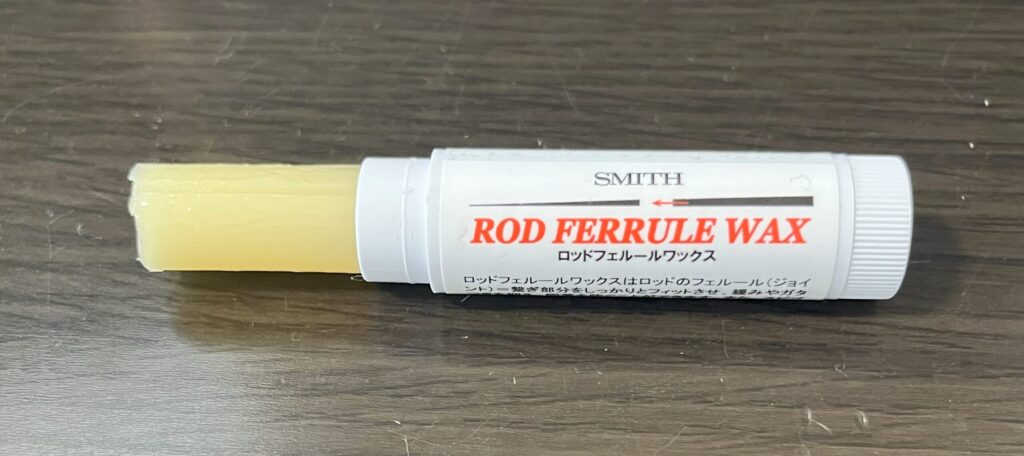 SMITH
ROD FERRULE WAX
ロッドフェルールワックス
ロッドフェルールワックスはロッドのフェルール(ジョイ
ント)=繋ぎ部分をしっかりとフィットさせ、緩みやガタ